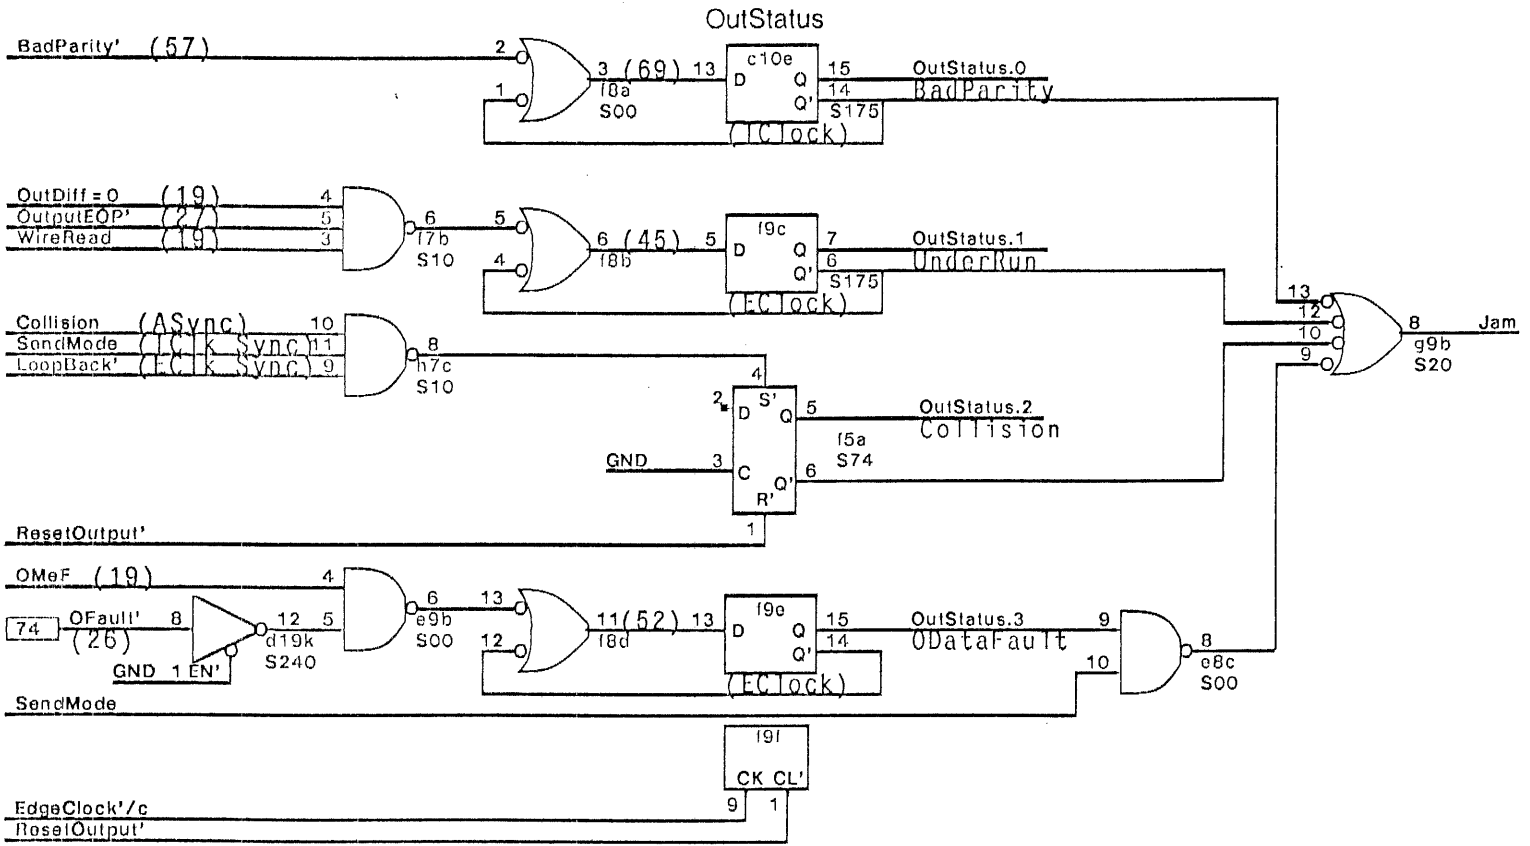 OutStatus
BadParity' (57)
2
1
3 (69) 13
f8a
S00
c10e
D Q 15
Q' 14
S175
(IClock)
OutStatus.0
BadParity
OutDiff=0 (19) 4
OutputEOP' (27) 5
WireRead (19) 3
6
f7b
S10
5
4
6 (45) 5
f8b
f9c
D Q 7
Q' 6
S175
(EClock)
OutStatus.1
UnderRun
Collision (ASync) 10
SendMode (IClk Sync) 11
LoopBack' (EClk Sync) 9
8
h7c
S10
4
2
S'
D Q 5
OutStatus.2
Collision
f5a
S74
GND 3 C
Q' 6
R'
1
ResetOutput'
13
12
10
9
8 Jam
g9b
S20
OMeF (19) 4
74 OFault' 8
(26)
12 5
d19k
S240
GND 1 EN'
6
e9b
S00
13
12
11 (52) 13
f8d
f9e
D Q 15
Q' 14
(EClock)
OutStatus.3 9
ODataFault
10
8
e8c
S00
SendMode
f9f
CK CL'
9 1
EdgeClock'/c
ResetOutput'